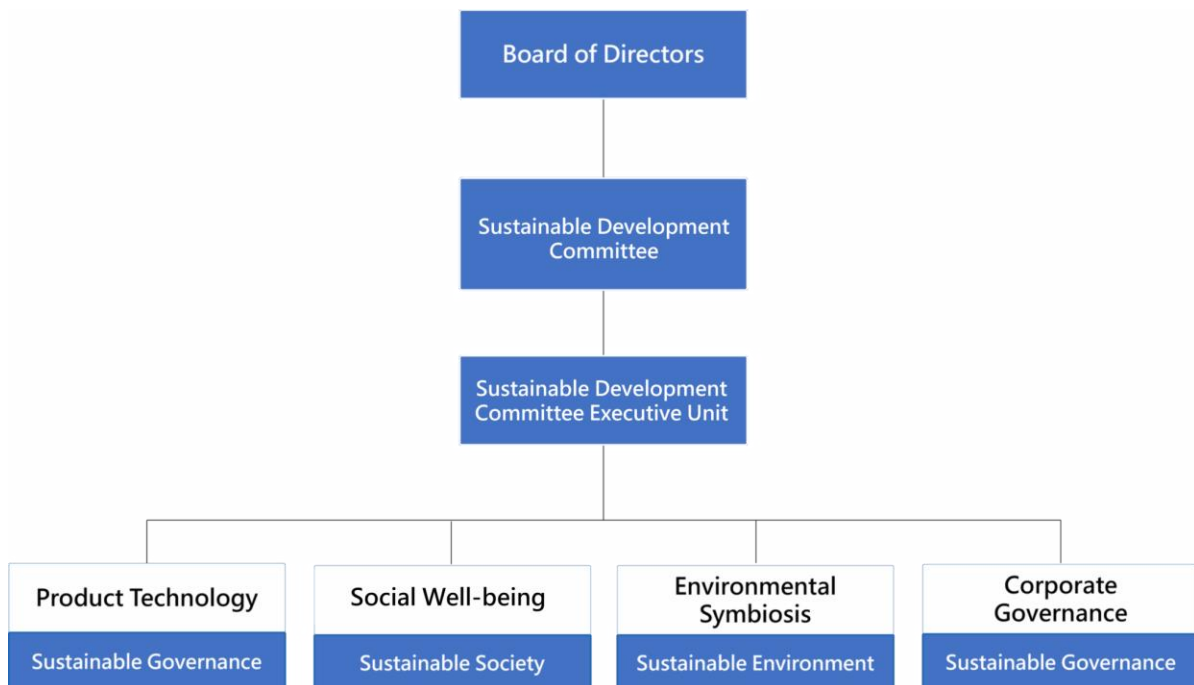 Board of Directors
Sustainable Development
Committee
Sustainable Development
Committee Executive Unit
Product Technology
Sustainable Governance
Social Well-being
Sustainable Society
Environmental
Symbiosis
Sustainable Environment
Corporate
Governance
Sustainable Governance